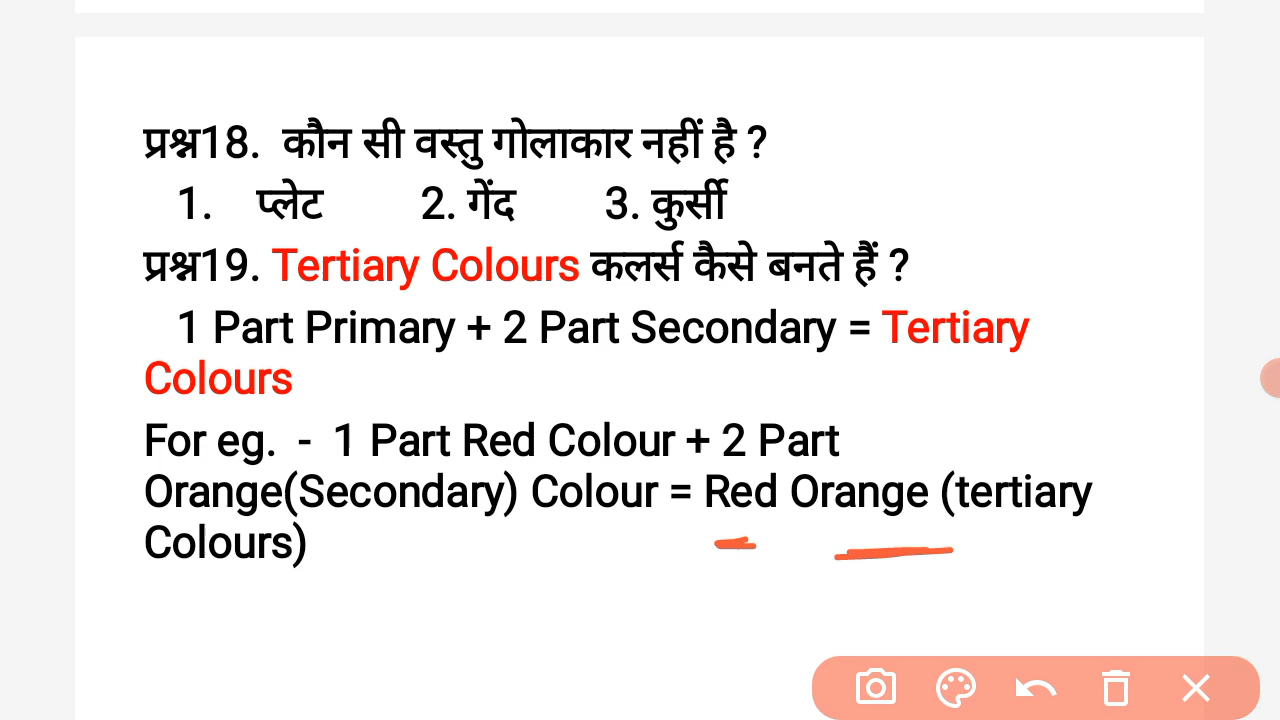 प्रश्न18. कौन सी वस्तु गोलाकार नहीं है ?
1. प्लेट 2. गेंद 3. कुर्सी
प्रश्न19. Tertiary Colours कलर्स कैसे बनते हैं ?
1 Part Primary + 2 Part Secondary = Tertiary
Colours
For eg. - 1 Part Red Colour + 2 Part
Orange(Secondary) Colour = Red Orange (tertiary
Colours)